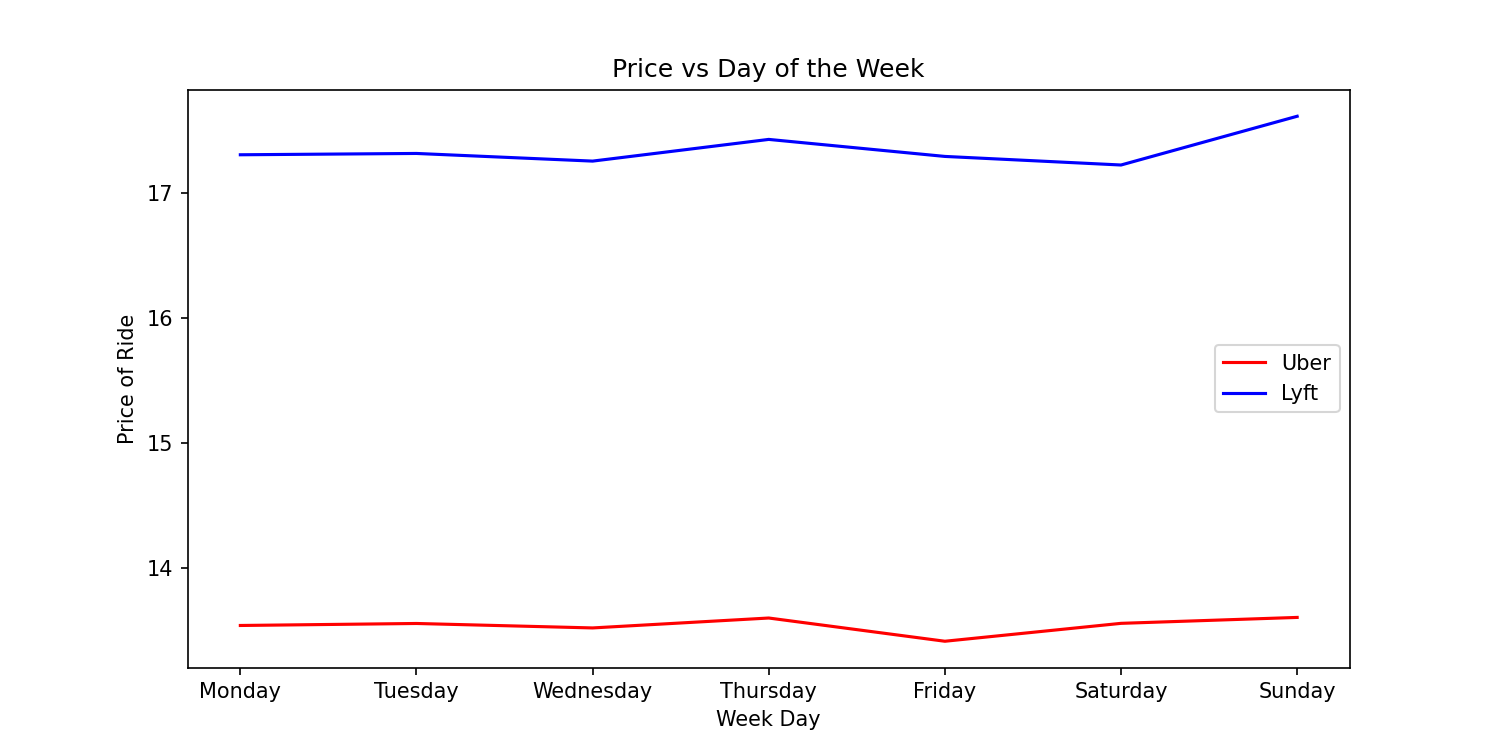 Price vs Day of the Week
Price of Ride
17
16
15
14
Uber
Lyft
Monday Tuesday Wednesday Thursday Friday Saturday Sunday
Week Day